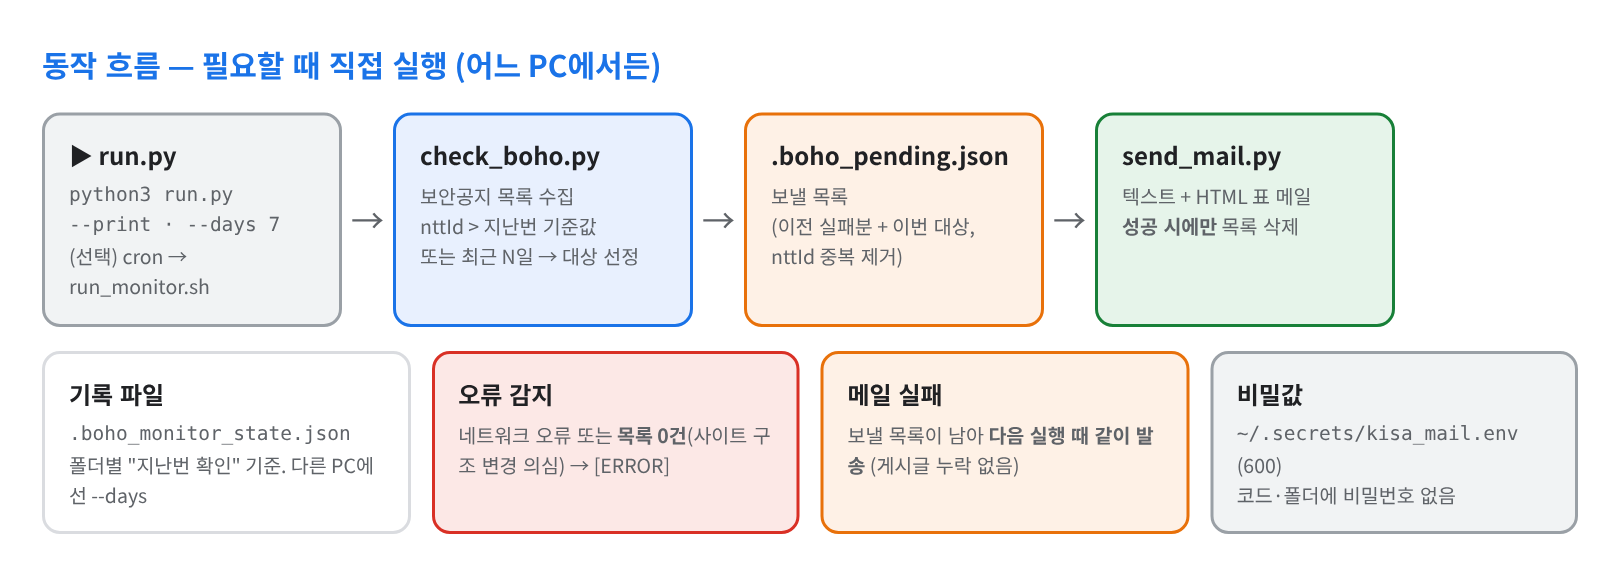 동작 흐름 — 필요할 때 직접 실행 (어느 PC에서든)
▶ run.py
python3 run.py
--print · --days 7
(선택) cron →
run_monitor.sh
→
check_boho.py
보안공지 목록 수집
nttId > 지난번 기준값
또는 최근 N일 → 대상 선정
→
.boho_pending.json
보낼 목록
(이전 실패분 + 이번 대상,
nttId 중복 제거)
→
send_mail.py
텍스트 + HTML 표 메일
성공 시에만 목록 삭제
기록 파일
.boho_monitor_state.json
폴더별 "지난번 확인" 기준. 다른 PC에
선 --days
오류 감지
네트워크 오류 또는 목록 0건(사이트 구
조 변경 의심) → [ERROR]
메일 실패
보낼 목록이 남아 다음 실행 때 같이 발
송 (게시글 누락 없음)
비밀값
~/.secrets/kisa_mail.env
(600)
코드·폴더에 비밀번호 없음